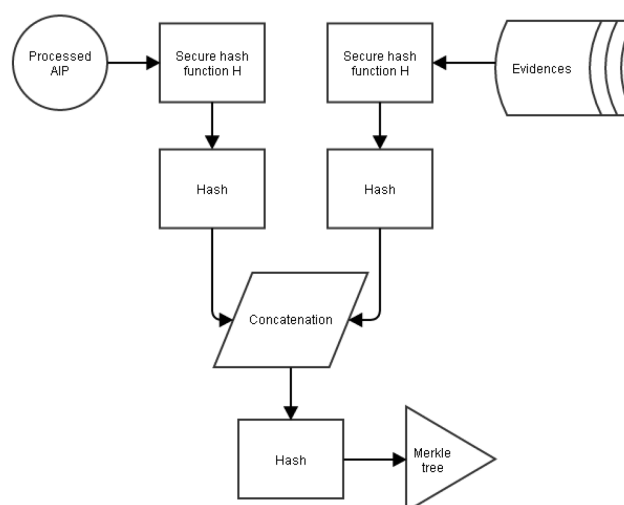 Processed
AIP
Secure hash
function H
Secure hash
function H
Evidences
Hash
Hash
Concatenation
Hash
Merkle
tree